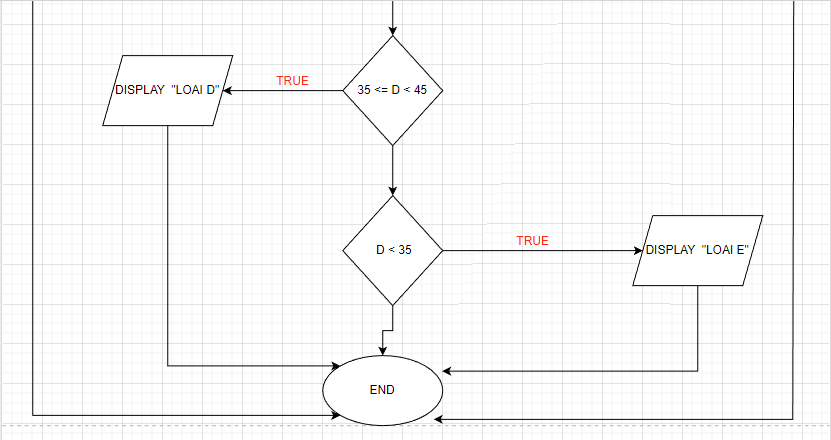 DISPLAY "LOAI D"
TRUE
35 <= D < 45
D < 35
TRUE
DISPLAY "LOAI E"
END